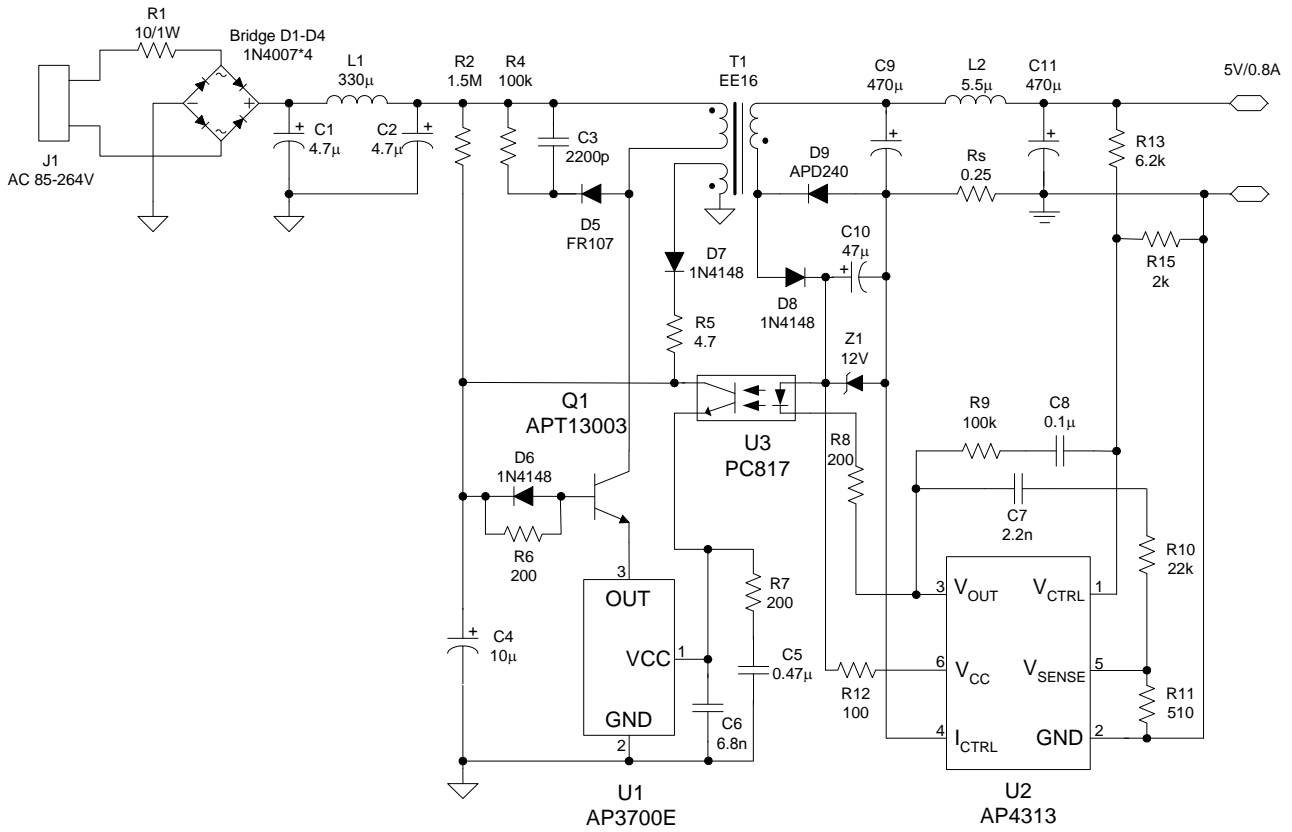 R1
10/1W
Bridge D1-D4
1N4007*4
L1
330μ
R2
1.5M
R4
100k
T1
EE16
C9
470μ
L2
5.5μ
C11
470μ
5V/0.8A
J1
AC 85-264V
C1
4.7μ
C2
4.7μ
C3
2200p
D5
FR107
D9
APD240
Rs
0.25
R13
6.2k
D7
1N4148
C10
47μ
R15
2k
D8
1N4148
R5
4.7
Z1
12V
Q1
APT13003
U3
PC817
R8
200
R9
100k
C8
0.1μ
D6
1N4148
R6
200
C7
2.2n
R10
22k
3
OUT
VCC
1
GND
2
R7
200
C5
0.47μ
C4
10μ
C6
6.8n
U1
AP3700E
3
VOUT
VCTRL
1
6
VCC
VSENSE
5
4
ICTRL
GND
2
R12
100
R11
510
U2
AP4313